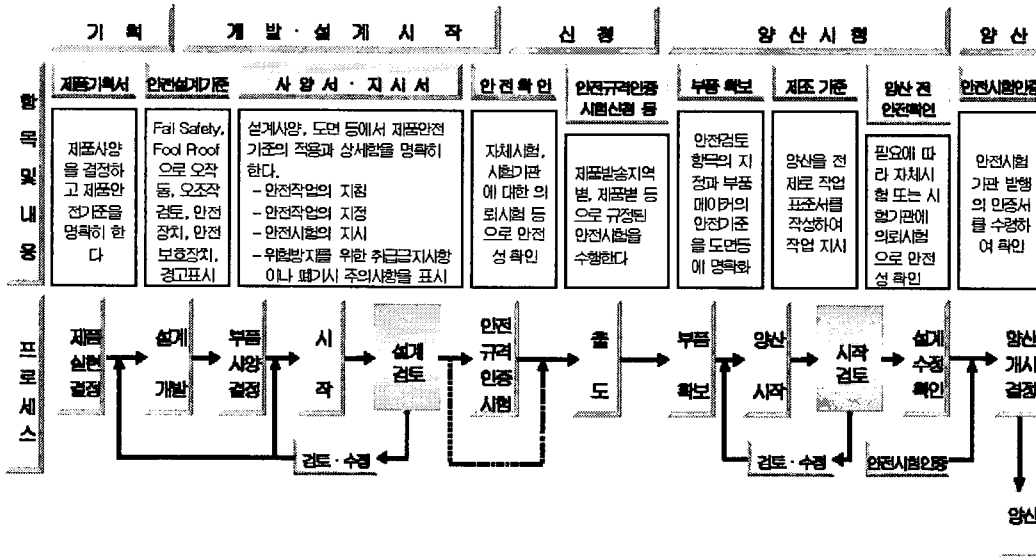 기 획
개 발 · 설 계 시 작
신 청
양 산 시 험
양 산
항
목
및
내
용
제품기획서
안전설계기준
사 양 서 · 지 시 서
안 전 확 인
안전규격인증
시험신청 등
부품 확보
제조 기준
양산 전
안전확인
안전시험인증
제품사양
을 결정하
고 제품안
전기준을
명확히 한
다
Fail Safety,
Fool Proof
으로 오작
동, 오조작
검토, 안전
장치, 안전
보호장치,
경고표시
설계사양, 도면 등에서 제품안전
기준의 적용과 상세함을 명확히
한다.
- 안전작업의 지침
- 안전작업의 지정
- 안전시험의 지시
- 위험방지를 위한 취급금지사항
이나 폐기시 주의사항을 표시
자체시험,
시험기관
에 대한 의
뢰시험 등
으로 안전
성 확인
제품발송지역
별, 제품별 등
으로 규정된
안전시험을
수행한다
안전검토
항목의 지
정과 부품
메이커의
안전기준
을 도면등
에 명확화
양산을 전
제로 작업
표준서를
작성하여
작업 지시
필요에 따
라 자체시
험 또는 시
험기관에
의뢰시험
으로 안전
성 확인
안전시험
기관 발행
의 인증서
를 수령하
여 확인
프
로
세
스
제품
실현
결정
설계
개발
부품
사양
결정
시
작
설계
검토
안전
규격
인증
시험
출
도
부품
확보
양산
시작
시작
검토
설계
수정
확인
양산
개시
결정
검토 · 수정
검토 · 수정
안전시험인증
양산